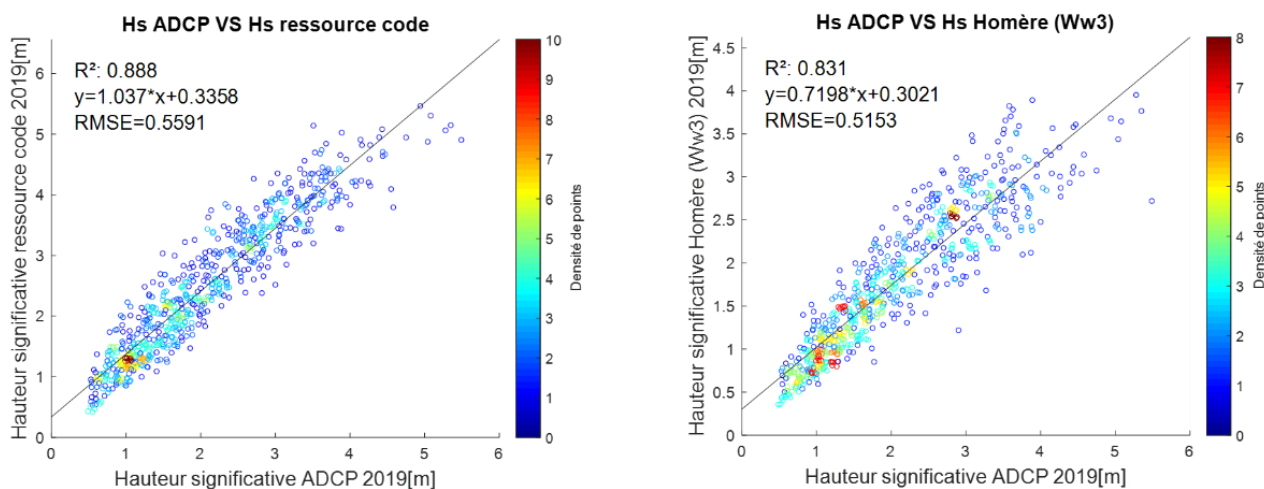 Hs ADCP VS Hs ressource code
R²: 0.888
y=1.037*x+0.3358
RMSE=0.5591
Hauteur significative ressource code 2019[m]
6
5
4
3
2
1
0
0 1 2 3 4 5 6
Hauteur significative ADCP 2019[m]
10
9
8
7
6
5
4
3
2
1
0
Densité de points
Hs ADCP VS Hs Homère (Ww3)
R²: 0.831
y=0.7198*x+0.3021
RMSE=0.5153
Hauteur significative Homère (Ww3) 2019[m]
4.5
4
3.5
3
2.5
2
1.5
1
0.5
0
0 1 2 3 4 5 6
Hauteur significative ADCP 2019[m]
8
7
6
5
4
3
2
1
0
Densité de points